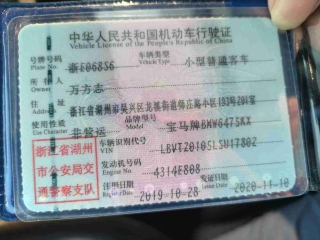 中华人民共和国机动车行驶证
Vehicle License of the People's Republic of China
号牌号码 浙E06856 车辆类型 小型普通客车
Plate No. Vehicle Type
所有人 万方志
Owner
住址 浙江省湖州市吴兴区龙泉街道傅庄高小区193号201室
Address
使用性质 非营运 品牌型号 宝马牌BMW6475KX
Use Character Model
浙江省湖州 车辆识别代号
VIN LBVTZ0105LSU17802
市公安局交 发动机号码 4314E808
Engine No.
通警察支队 注册日期 2019-10-28 发证日期 2020-11-10
Register Date Issue Date